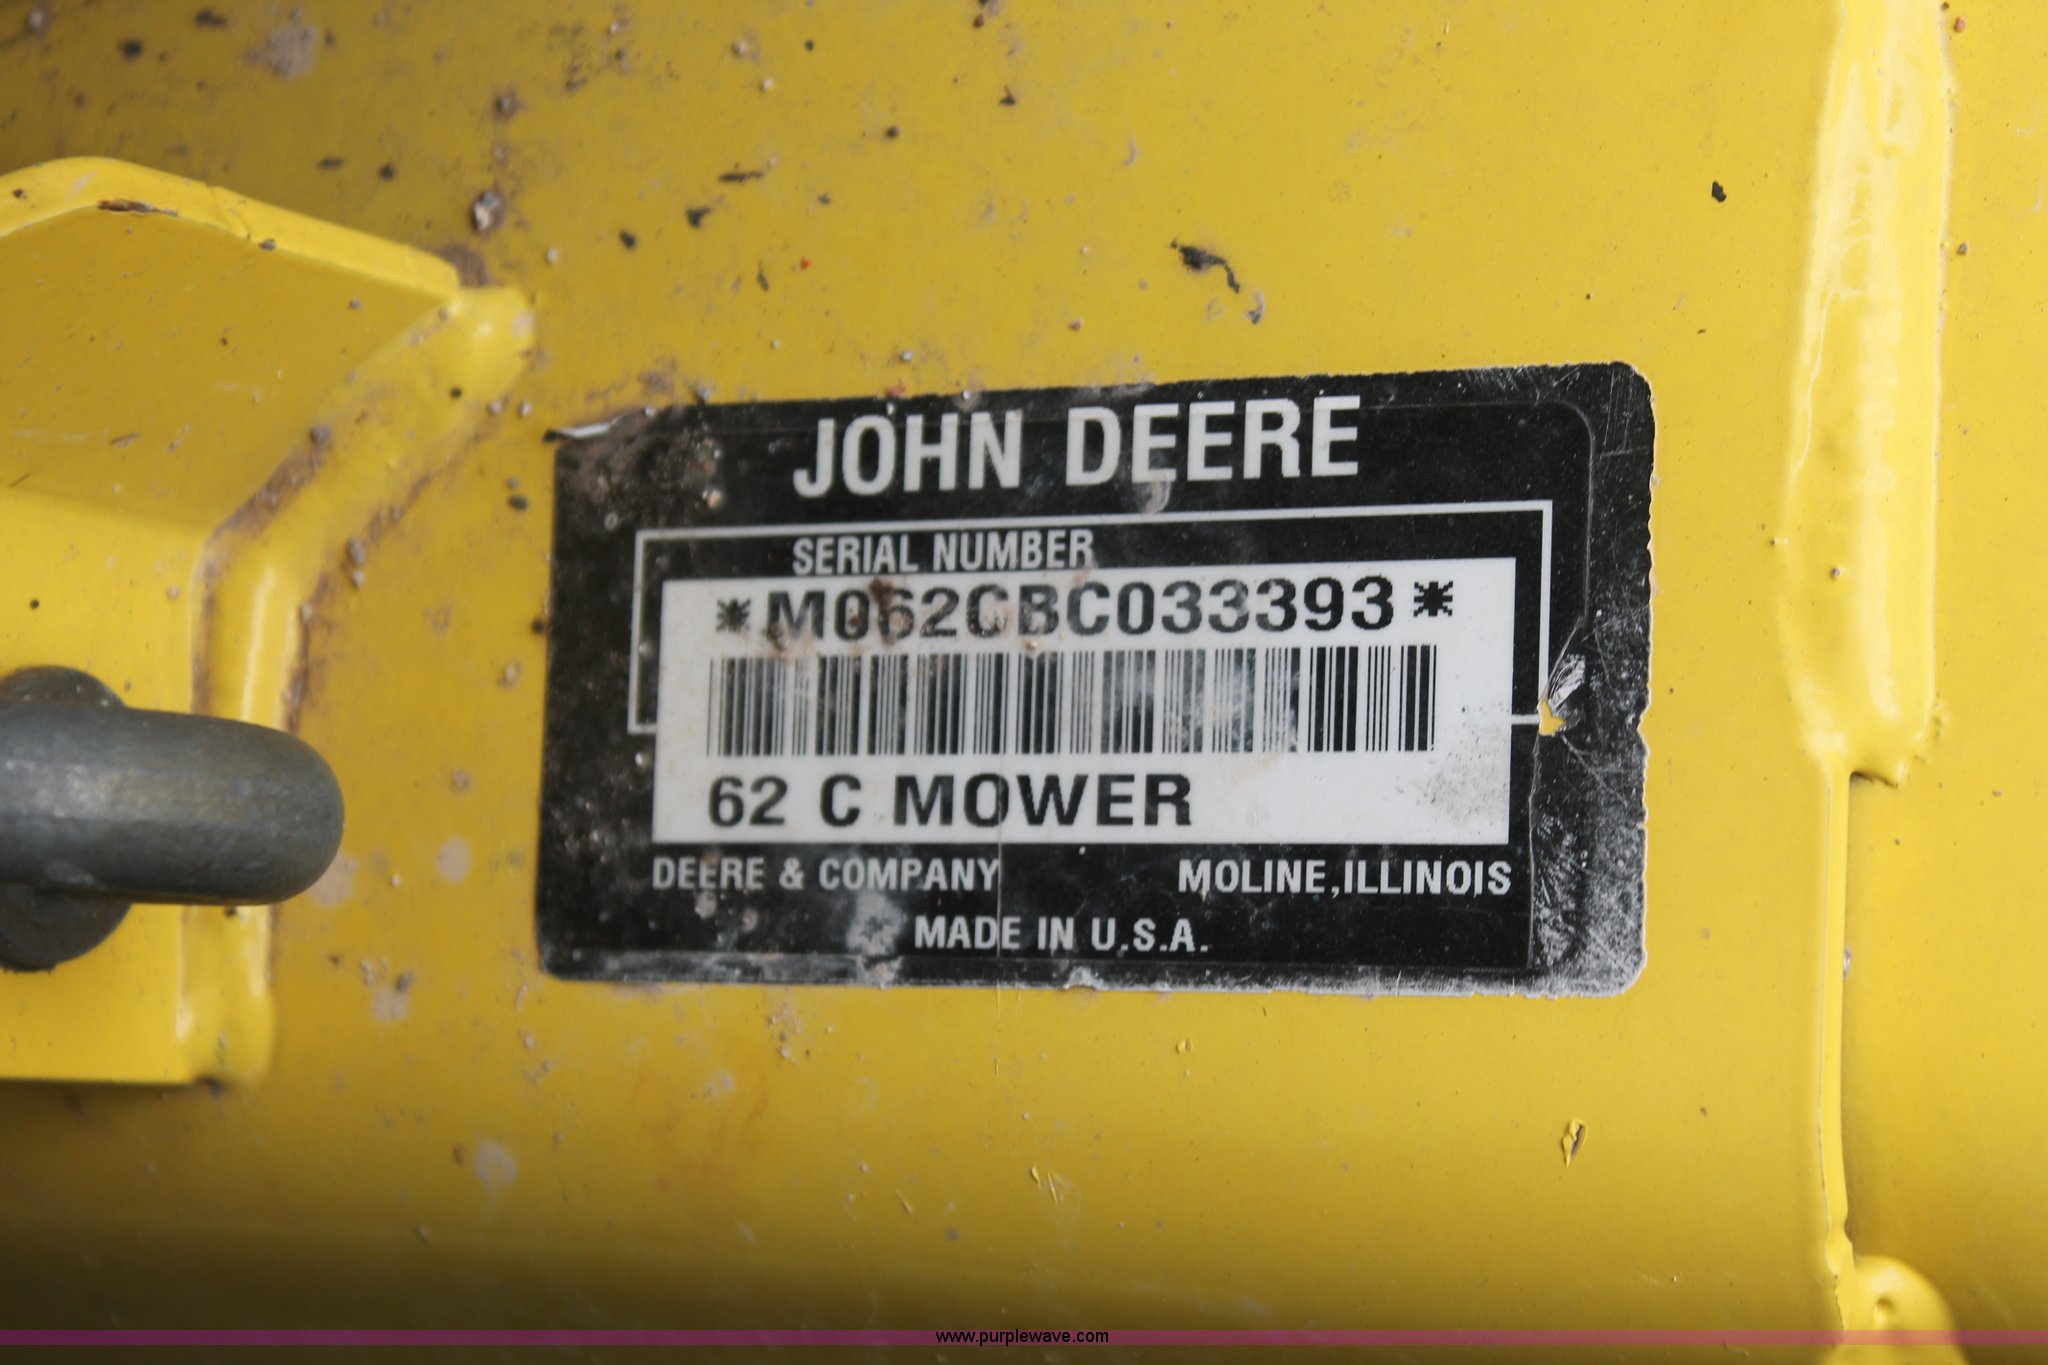 JOHN DEERE
SERIAL NUMBER
*M062CBC033393*
62 C MOWER
DEERE & COMPANY MOLINE,ILLINOIS
MADE IN U.S.A.
www.purplewave.com